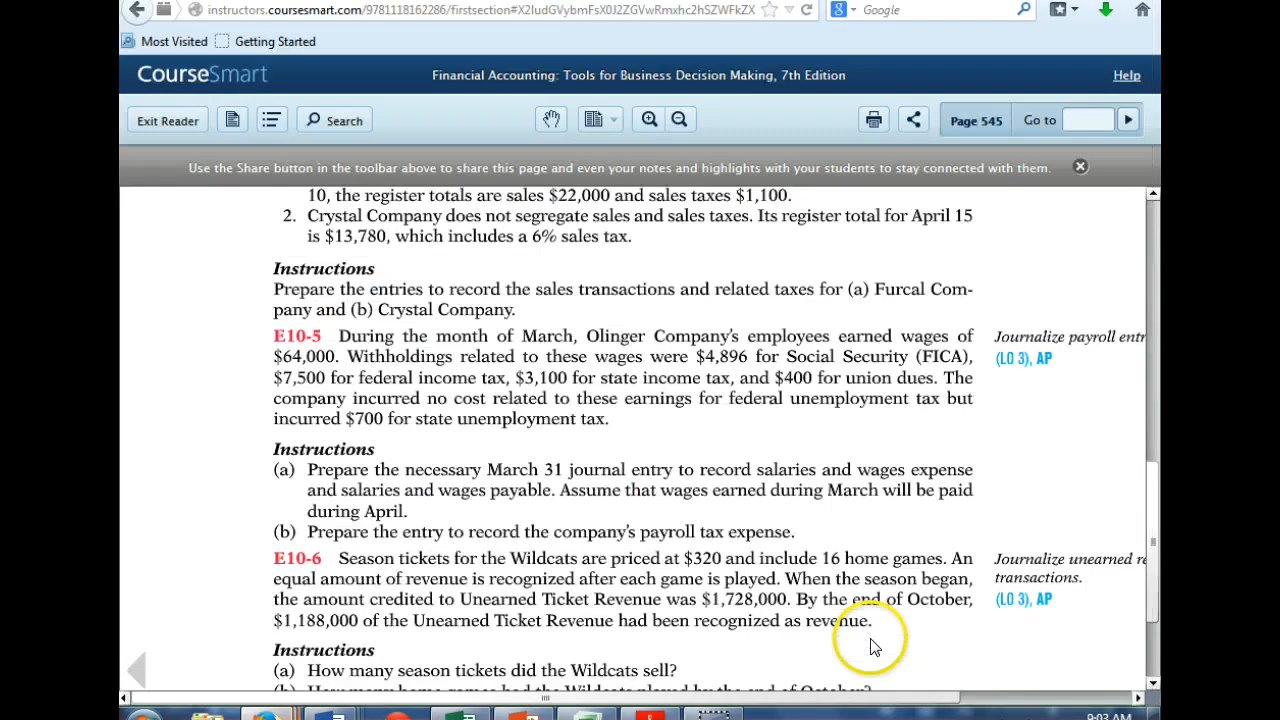 instructors.coursesmart.com/9781118162286/firstsection#X2ludGVybmFsX0J2ZGVwRmxhc2hSZWFkZX
Google
Most Visited Getting Started
CourseSmart Financial Accounting: Tools for Business Decision Making, 7th Edition Help
Exit Reader Search Page 545 Go to
Use the Share button in the toolbar above to share this page and even your notes and highlights with your students to stay connected with them.
10, the register totals are sales $22,000 and sales taxes $1,100.
2. Crystal Company does not segregate sales and sales taxes. Its register total for April 15
is $13,780, which includes a 6% sales tax.
Instructions
Prepare the entries to record the sales transactions and related taxes for (a) Furcal Com-
pany and (b) Crystal Company.
E10-5 During the month of March, Olinger Company's employees earned wages of
$64,000. Withholdings related to these wages were $4,896 for Social Security (FICA),
$7,500 for federal income tax, $3,100 for state income tax, and $400 for union dues. The
company incurred no cost related to these earnings for federal unemployment tax but
incurred $700 for state unemployment tax.
Journalize payroll entr
(LO 3), AP
Instructions
(a) Prepare the necessary March 31 journal entry to record salaries and wages expense
and salaries and wages payable. Assume that wages earned during March will be paid
during April.
(b) Prepare the entry to record the company's payroll tax expense.
E10-6 Season tickets for the Wildcats are priced at $320 and include 16 home games. An
equal amount of revenue is recognized after each game is played. When the season began,
the amount credited to Unearned Ticket Revenue was $1,728,000. By the end of October,
$1,188,000 of the Unearned Ticket Revenue had been recognized as revenue.
Journalize unearned re
transactions.
(LO 3), AP
Instructions
(a) How many season tickets did the Wildcats sell?
(b) How many home games had the Wildcats played by the end of October?
9:03 AM